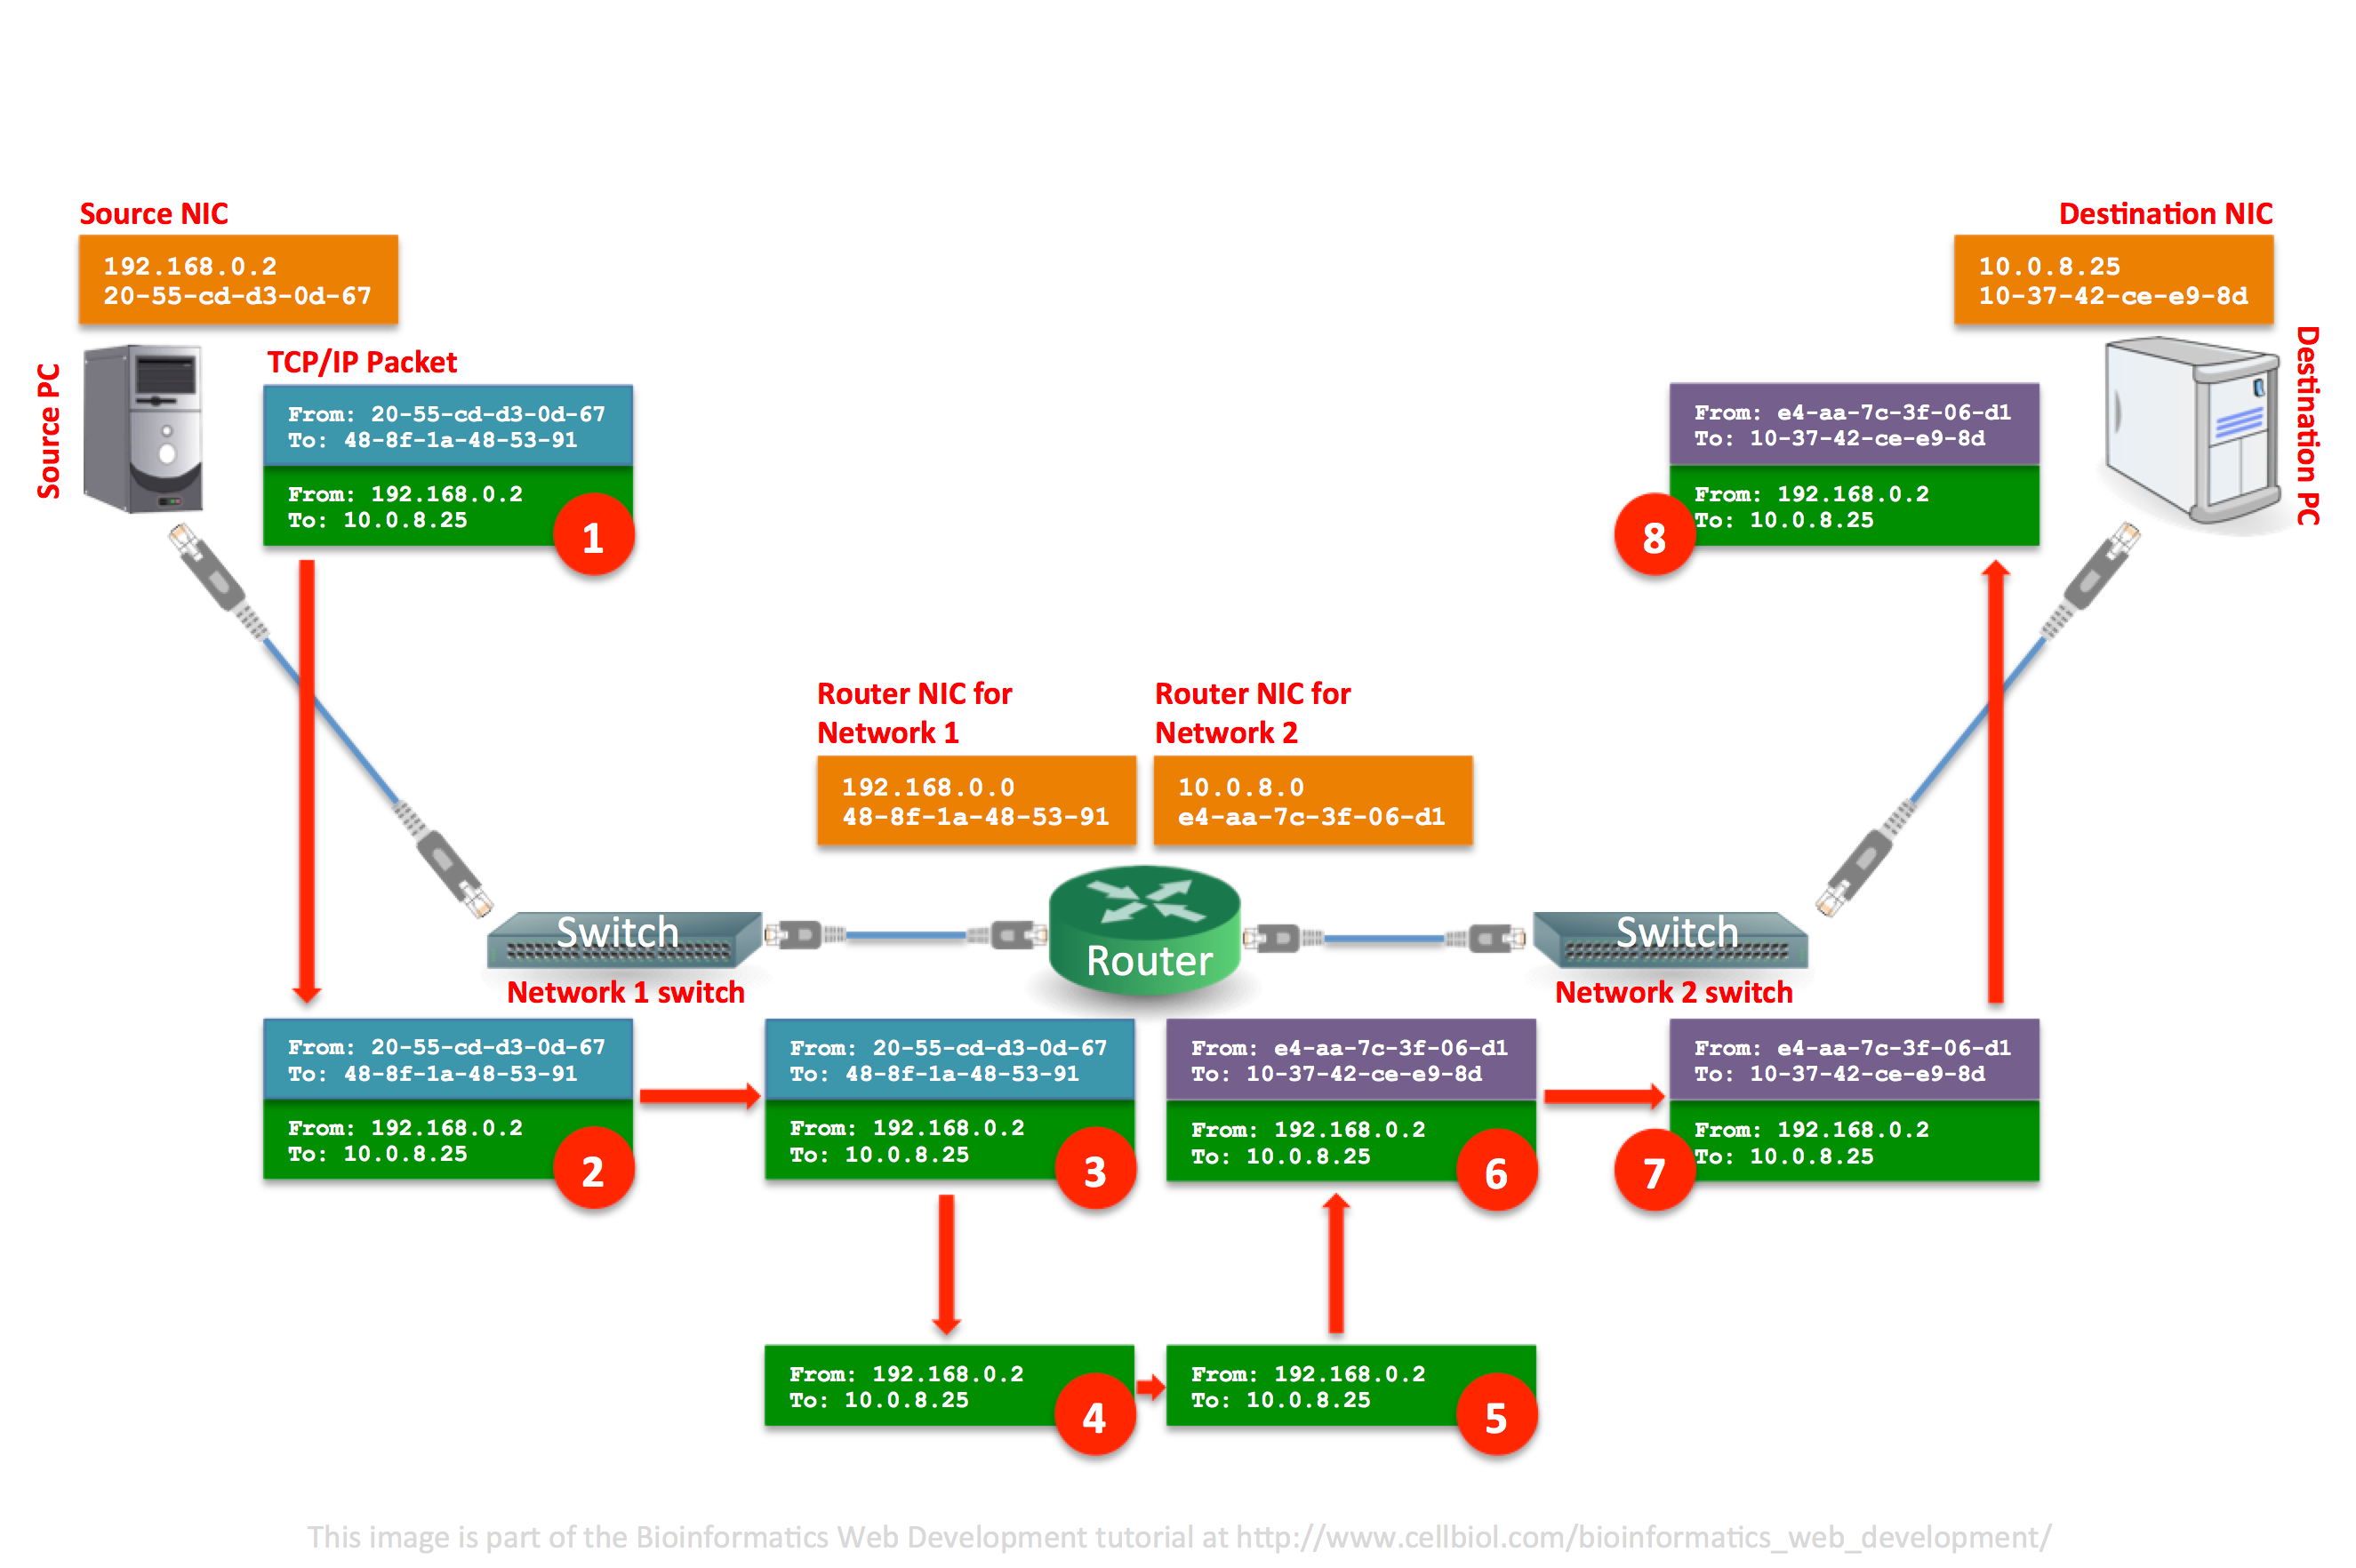 Source NIC
192.168.0.2
20-55-cd-d3-0d-67
Destination NIC
10.0.8.25
10-37-42-ce-e9-8d
Source PC
TCP/IP Packet
From: 20-55-cd-d3-0d-67
To: 48-8f-1a-48-53-91
From: 192.168.0.2
To: 10.0.8.25
1
From: e4-aa-7c-3f-06-d1
To: 10-37-42-ce-e9-8d
From: 192.168.0.2
To: 10.0.8.25
8
Destination PC
Router NIC for
Network 1
192.168.0.0
48-8f-1a-48-53-91
Router NIC for
Network 2
10.0.8.0
e4-aa-7c-3f-06-d1
Switch
Network 1 switch
Router
Switch
Network 2 switch
From: 20-55-cd-d3-0d-67
To: 48-8f-1a-48-53-91
From: 192.168.0.2
To: 10.0.8.25
2
From: 20-55-cd-d3-0d-67
To: 48-8f-1a-48-53-91
From: 192.168.0.2
To: 10.0.8.25
3
From: e4-aa-7c-3f-06-d1
To: 10-37-42-ce-e9-8d
From: 192.168.0.2
To: 10.0.8.25
6
From: e4-aa-7c-3f-06-d1
To: 10-37-42-ce-e9-8d
From: 192.168.0.2
To: 10.0.8.25
7
From: 192.168.0.2
To: 10.0.8.25
4
From: 192.168.0.2
To: 10.0.8.25
5
This image is part of the Bioinformatics Web Development tutorial at http://www.cellbiol.com/bioinformatics_web_development/